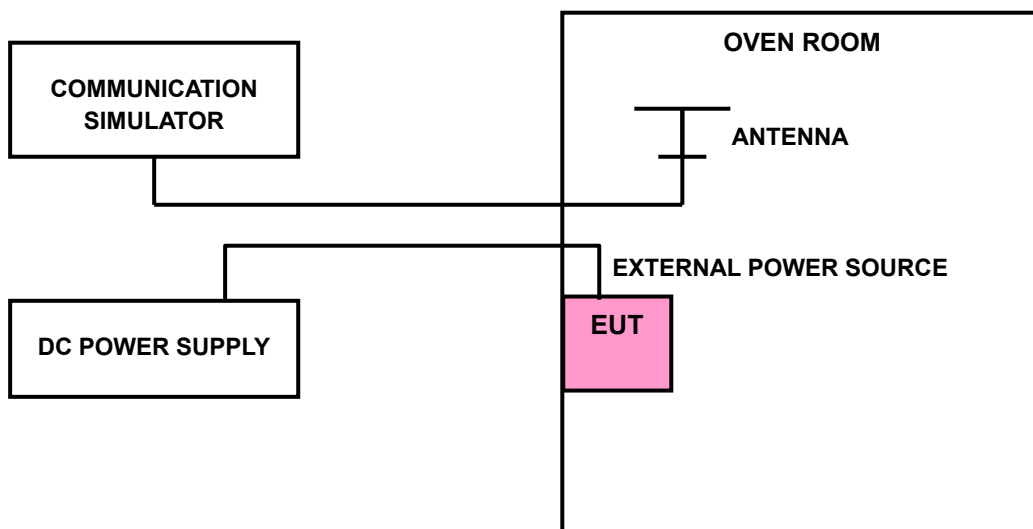 OVEN ROOM
COMMUNICATION
SIMULATOR
ANTENNA
EXTERNAL POWER SOURCE
EUT
DC POWER SUPPLY